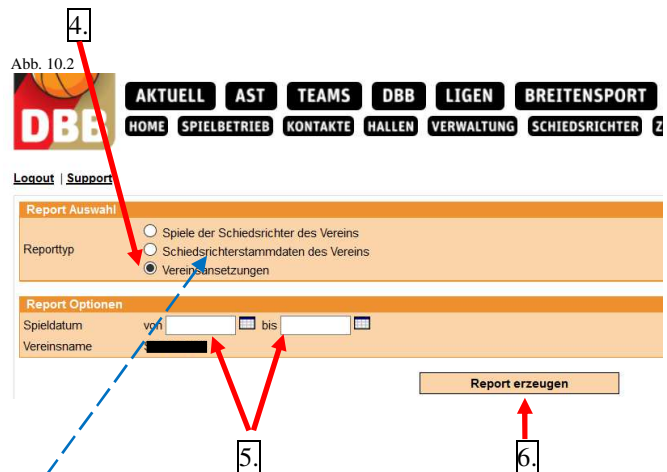 4.
Abb. 10.2
DBB
AKTUELL AST TEAMS DBB LIGEN BREITENSPORT
HOME SPIELBETRIEB KONTAKTE HALLEN VERWALTUNG SCHIEDSRICHTER
Logout | Support
Report Auswahl
Spiele der Schiedsrichter des Vereins
Reporttyp Schiedsrichterstammdaten des Vereins
Vereinsansetzungen
Report Optionen
Spieldatum von bis
Vereinsname
Report erzeugen
5. 6.